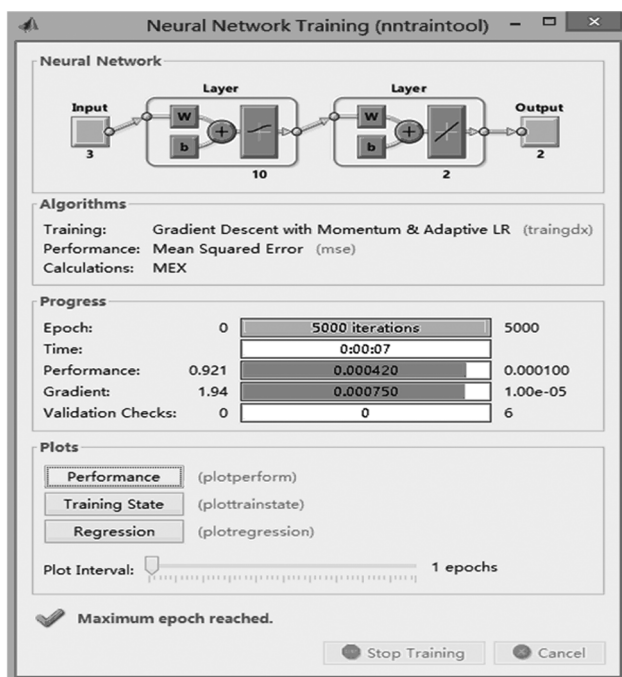 Neural Network Training (nntraintool)
Neural Network
Layer Layer
Input Output
W W
b b
3 10 2 2
Algorithms
Training: Gradient Descent with Momentum & Adaptive LR (traingdx)
Performance: Mean Squared Error (mse)
Calculations: MEX
Progress
Epoch: 0 5000 iterations 5000
Time: 0:00:07
Performance: 0.921 0.000420 0.000100
Gradient: 1.94 0.000750 1.00e-05
Validation Checks: 0 0 6
Plots
Performance (plotperform)
Training State (plottrainstate)
Regression (plotregression)
Plot Interval: 1 epochs
Maximum epoch reached.
Stop Training Cancel